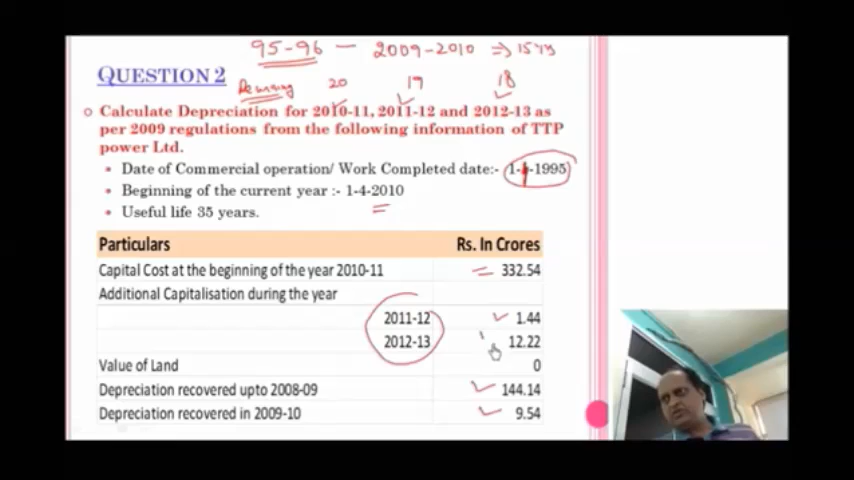 95-96 — 2009-2010 ⇒ 15 yrs
QUESTION 2
Remaining 20 19 18
Calculate Depreciation for 2010-11, 2011-12 and 2012-13 as
per 2009 regulations from the following information of TTP
power Ltd.
Date of Commercial operation/ Work Completed date:- 1-4-1995
Beginning of the current year :- 1-4-2010
Useful life 35 years.
Particulars Rs. In Crores
Capital Cost at the beginning of the year 2010-11 332.54
Additional Capitalisation during the year
2011-12 1.44
2012-13 12.22
Value of Land 0
Depreciation recovered upto 2008-09 144.14
Depreciation recovered in 2009-10 9.54